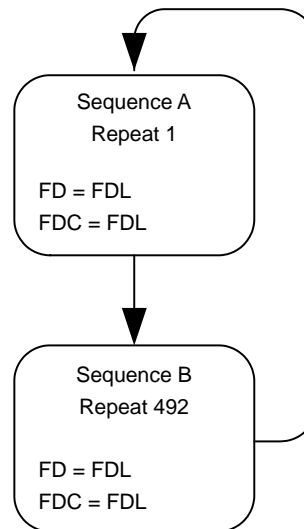 Sequence A
Repeat 1
FD = FDL
FDC = FDL
Sequence B
Repeat 492
FD = FDL
FDC = FDL